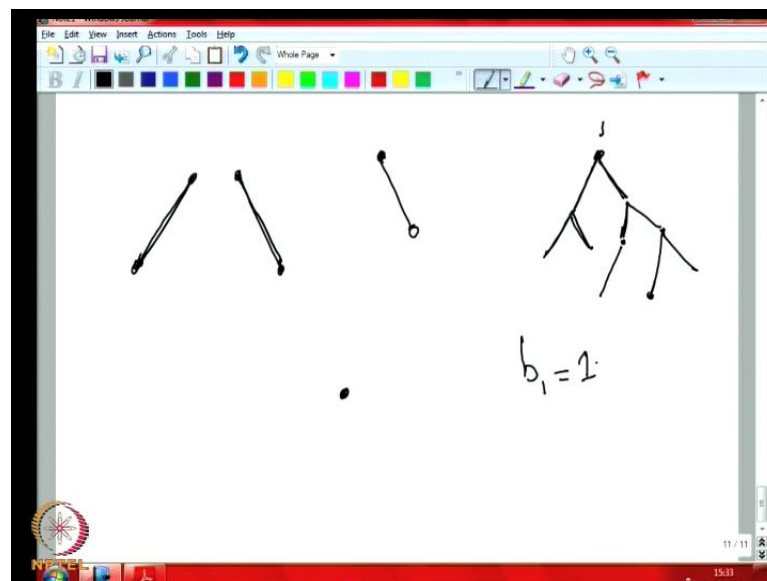 File Edit View Insert Actions Tools Help
Whole Page
B I
b₁ = 1
11 / 11
NPTEL
15:33